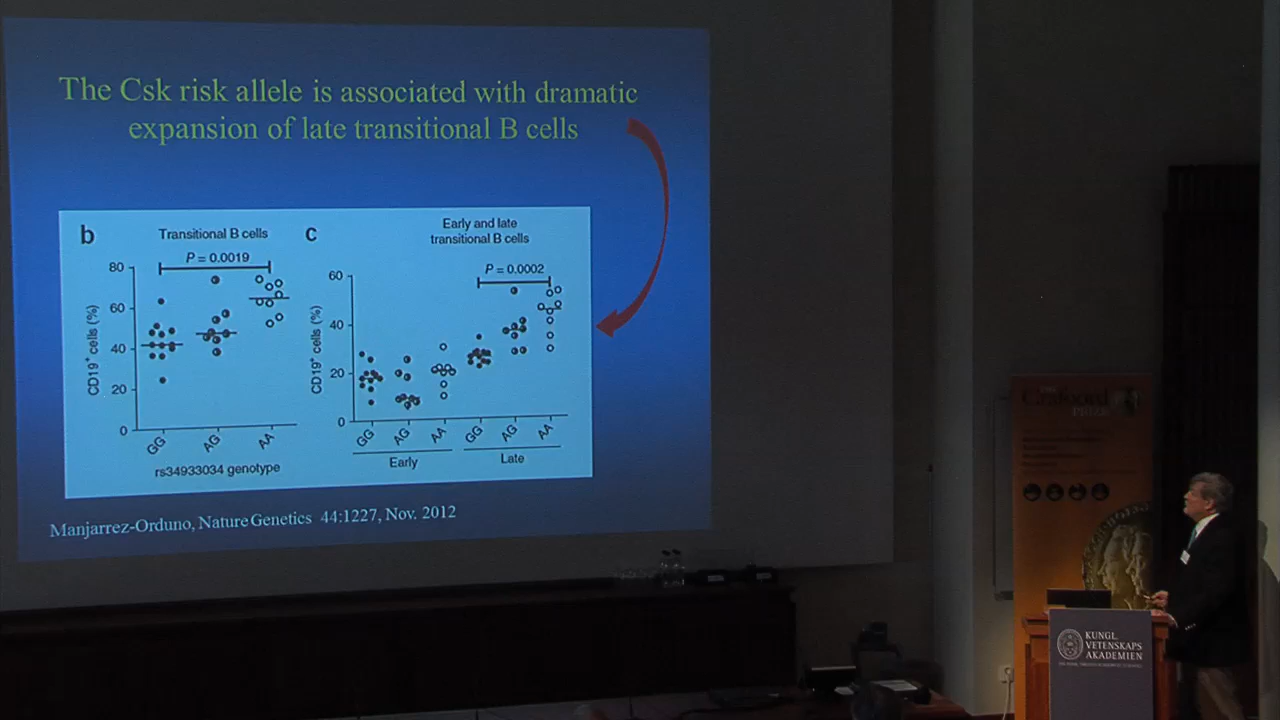 The Csk risk allele is associated with dramatic
expansion of late transitional B cells
b
Transitional B cells
P = 0.0019
80
60
40
20
0
CD19+ cells (%)
GG
AG
AA
rs34933034 genotype
c
Early and late
transitional B cells
P = 0.0002
60
40
20
0
CD19+ cells (%)
GG
AG
AA
GG
AG
AA
Early
Late
Manjarrez-Orduno, Nature Genetics 44:1227, Nov. 2012
Crafoord
KUNGL.
VETENSKAPS
AKADEMIEN